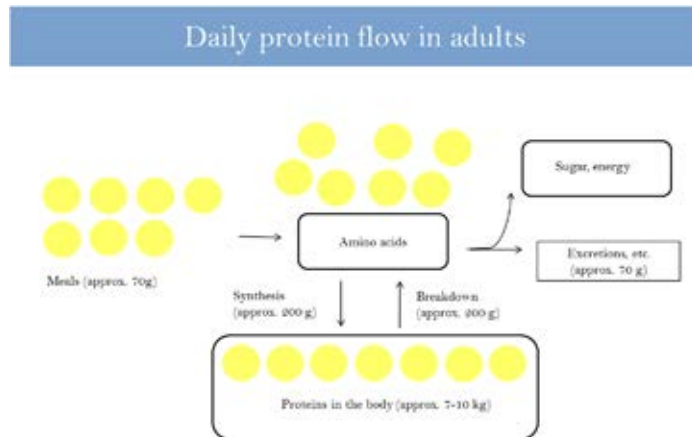 Daily protein flow in adults
Sugar, energy
Amino acids
Excretions, etc.
(approx. 70 g)
Meals (approx. 70g)
Synthesis
(approx. 200 g)
Breakdown
(approx. 200 g)
Proteins in the body (approx. 7-10 kg)